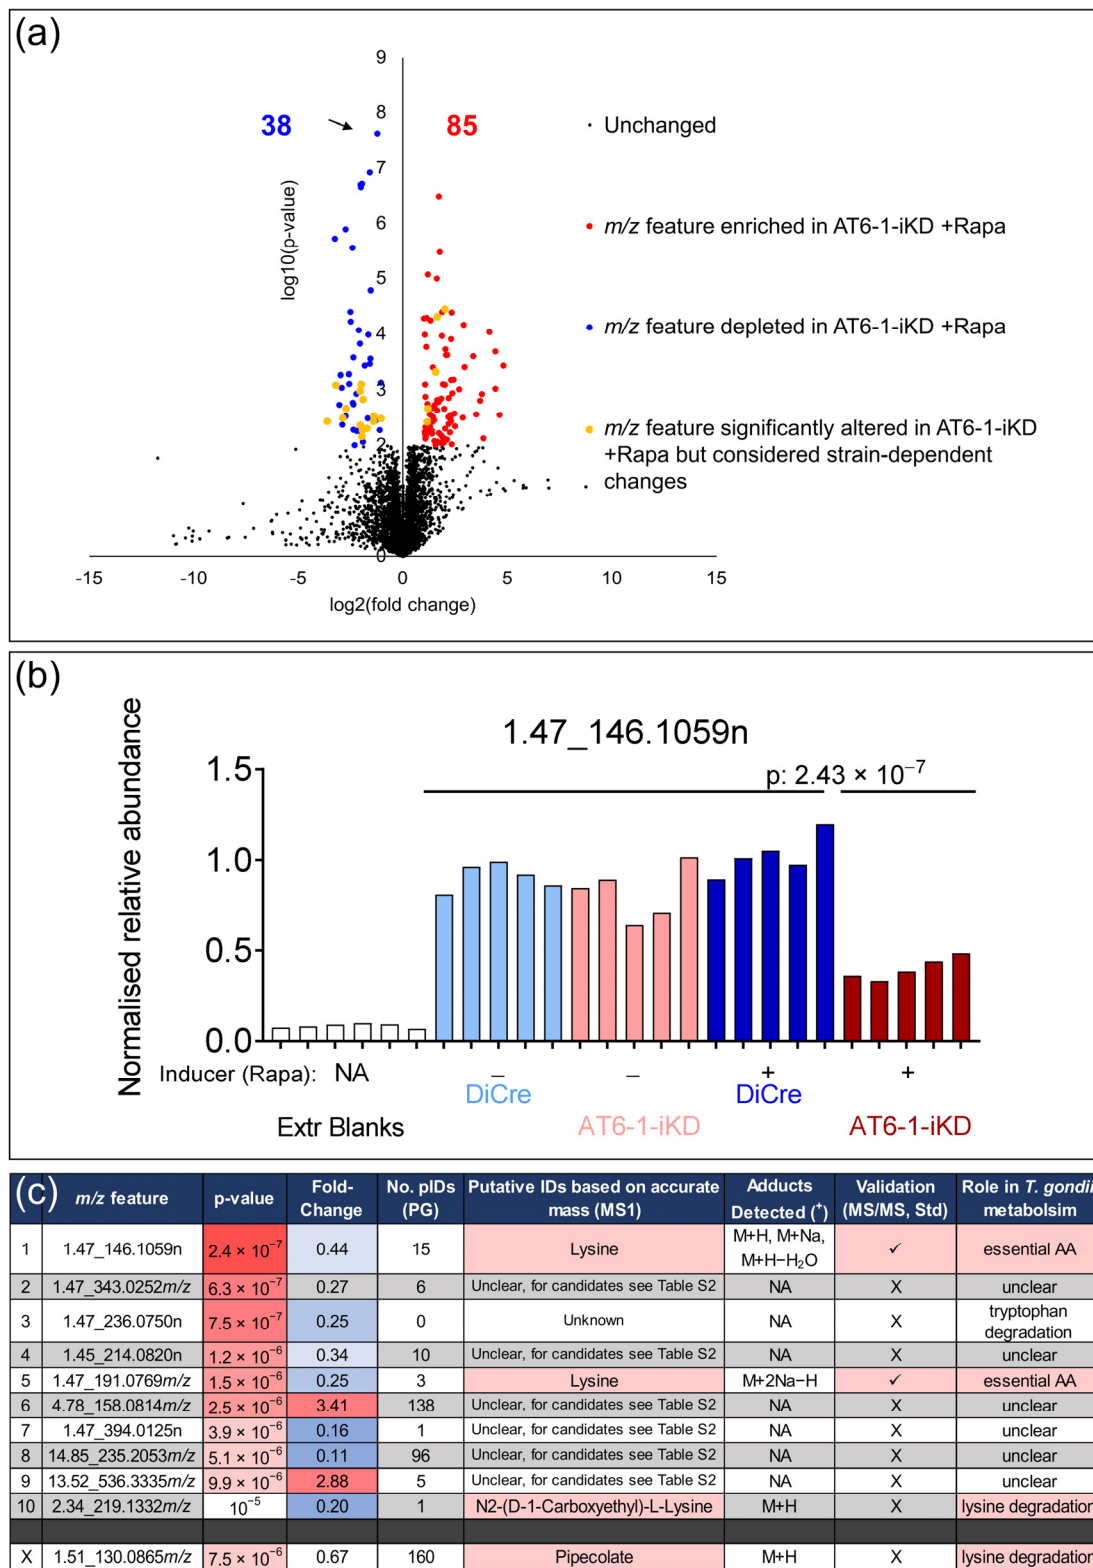 (a)
9
8
38
85
Unchanged
7
log10(p-value)
6
m/z feature enriched in AT6-1-iKD +Rapa
5
m/z feature depleted in AT6-1-iKD +Rapa
4
3
m/z feature significantly altered in AT6-1-iKD
+Rapa but considered strain-dependent
changes
2
0
-15 -10 -5 0 5 10 15
log2(fold change)
(b)
1.47_146.1059n
p: 2.43 × 10⁻⁷
Normalised relative abundance
1.5
1.0
0.5
0.0
Inducer (Rapa): NA − − + +
DiCre DiCre
Extr Blanks AT6-1-iKD AT6-1-iKD
(c)
m/z feature p-value Fold-Change No. pIDs (PG) Putative IDs based on accurate mass (MS1) Adducts Detected (⁺) Validation (MS/MS, Std) Role in T. gondii metabolsim
1 1.47_146.1059n 2.4 × 10⁻⁷ 0.44 15 Lysine M+H, M+Na, M+H−H₂O ✓ essential AA
2 1.47_343.0252m/z 6.3 × 10⁻⁷ 0.27 6 Unclear, for candidates see Table S2 NA X unclear
3 1.47_236.0750n 7.5 × 10⁻⁷ 0.25 0 Unknown NA X tryptophan degradation
4 1.45_214.0820n 1.2 × 10⁻⁶ 0.34 10 Unclear, for candidates see Table S2 NA X unclear
5 1.47_191.0769m/z 1.5 × 10⁻⁶ 0.25 3 Lysine M+2Na−H ✓ essential AA
6 4.78_158.0814m/z 2.5 × 10⁻⁶ 3.41 138 Unclear, for candidates see Table S2 NA X unclear
7 1.47_394.0125n 3.9 × 10⁻⁶ 0.16 1 Unclear, for candidates see Table S2 NA X unclear
8 14.85_235.2053m/z 5.1 × 10⁻⁶ 0.11 96 Unclear, for candidates see Table S2 NA X unclear
9 13.52_536.3335m/z 9.9 × 10⁻⁶ 2.88 5 Unclear, for candidates see Table S2 NA X unclear
10 2.34_219.1332m/z 10⁻⁵ 0.20 1 N2-(D-1-Carboxyethyl)-L-Lysine M+H X lysine degradation
X 1.51_130.0865m/z 7.5 × 10⁻⁶ 0.67 160 Pipecolate M+H X lysine degradation